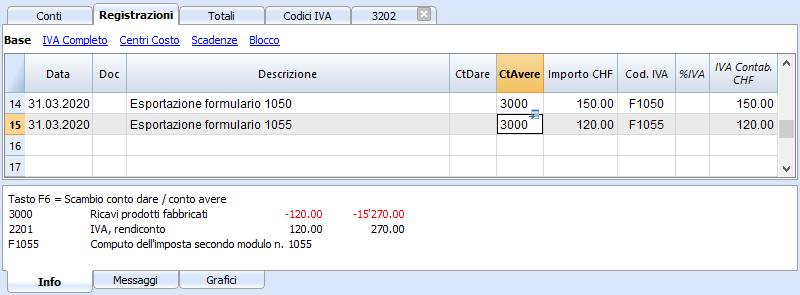 Conti Registrazioni Totali Codici IVA 3202
Base IVA Completo Centri Costo Scadenze Blocco
Data Doc Descrizione CtDare CtAvere Importo CHF Cod. IVA %IVA IVA Contab. CHF
14 31.03.2020 Esportazione formulario 1050 3000 150.00 F1050 150.00
15 31.03.2020 Esportazione formulario 1055 3000 120.00 F1055 120.00
16
17
Tasto F6 = Scambio conto dare / conto avere
3000 Ricavi prodotti fabbricati -120.00 -15'270.00
2201 IVA, rendiconto 120.00 270.00
F1055 Computo dell'imposta secondo modulo n. 1055
Info Messaggi Grafici